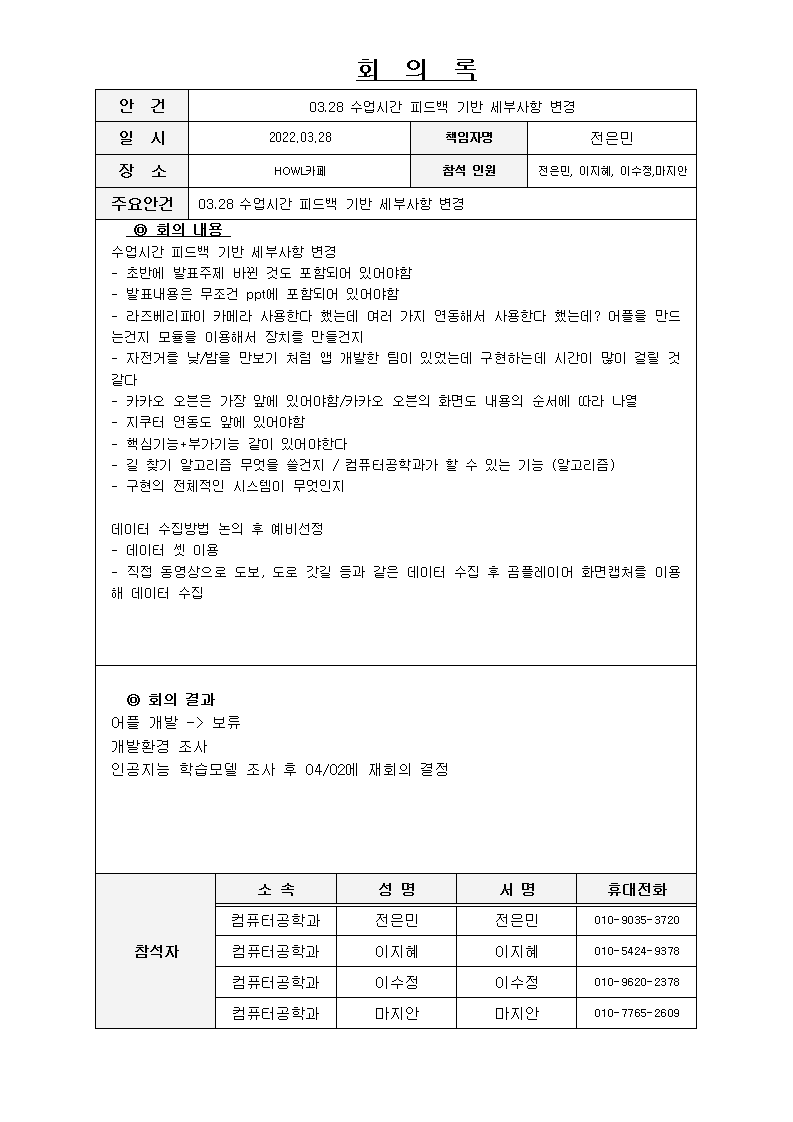 회 의 록
안 건 03.28 수업시간 피드백 기반 세부사항 변경
일 시 2022.03.28 책임자명 전은민
장 소 HOWL카페 참석 인원 전은민, 이지혜, 이수정,마지안
주요안건 03.28 수업시간 피드백 기반 세부사항 변경
◎ 회의 내용
수업시간 피드백 기반 세부사항 변경
- 초반에 발표주제 바뀐 것도 포함되어 있어야함
- 발표내용은 무조건 ppt에 포함되어 있어야함
- 라즈베리파이 카메라 사용한다 했는데 여러 가지 연동해서 사용한다 했는데? 어플을 만드
는건지 모듈을 이용해서 장치를 만들건지
- 자전거를 낮/밤을 만보기 처럼 앱 개발한 팀이 있었는데 구현하는데 시간이 많이 걸릴 것
같다
- 카카오 오븐은 가장 앞에 있어야함/카카오 오븐의 화면도 내용의 순서에 따라 나열
- 지쿠터 연동도 앞에 있어야함
- 핵심기능+부가기능 같이 있어야한다
- 길 찾기 알고리즘 무엇을 쓸건지 / 컴퓨터공학과가 할 수 있는 기능 (알고리즘)
- 구현의 전체적인 시스템이 무엇인지
데이터 수집방법 논의 후 예비선정
- 데이터 셋 이용
- 직접 동영상으로 도보, 도로 갓길 등과 같은 데이터 수집 후 곰플레이어 화면캡처를 이용
해 데이터 수집
◎ 회의 결과
어플 개발 -> 보류
개발환경 조사
인공지능 학습모델 조사 후 04/02에 재회의 결정
참석자
소 속 성 명 서 명 휴대전화
컴퓨터공학과 전은민 전은민 010-9035-3720
컴퓨터공학과 이지혜 이지혜 010-5424-9378
컴퓨터공학과 이수정 이수정 010-9620-2378
컴퓨터공학과 마지안 마지안 010-7765-2609